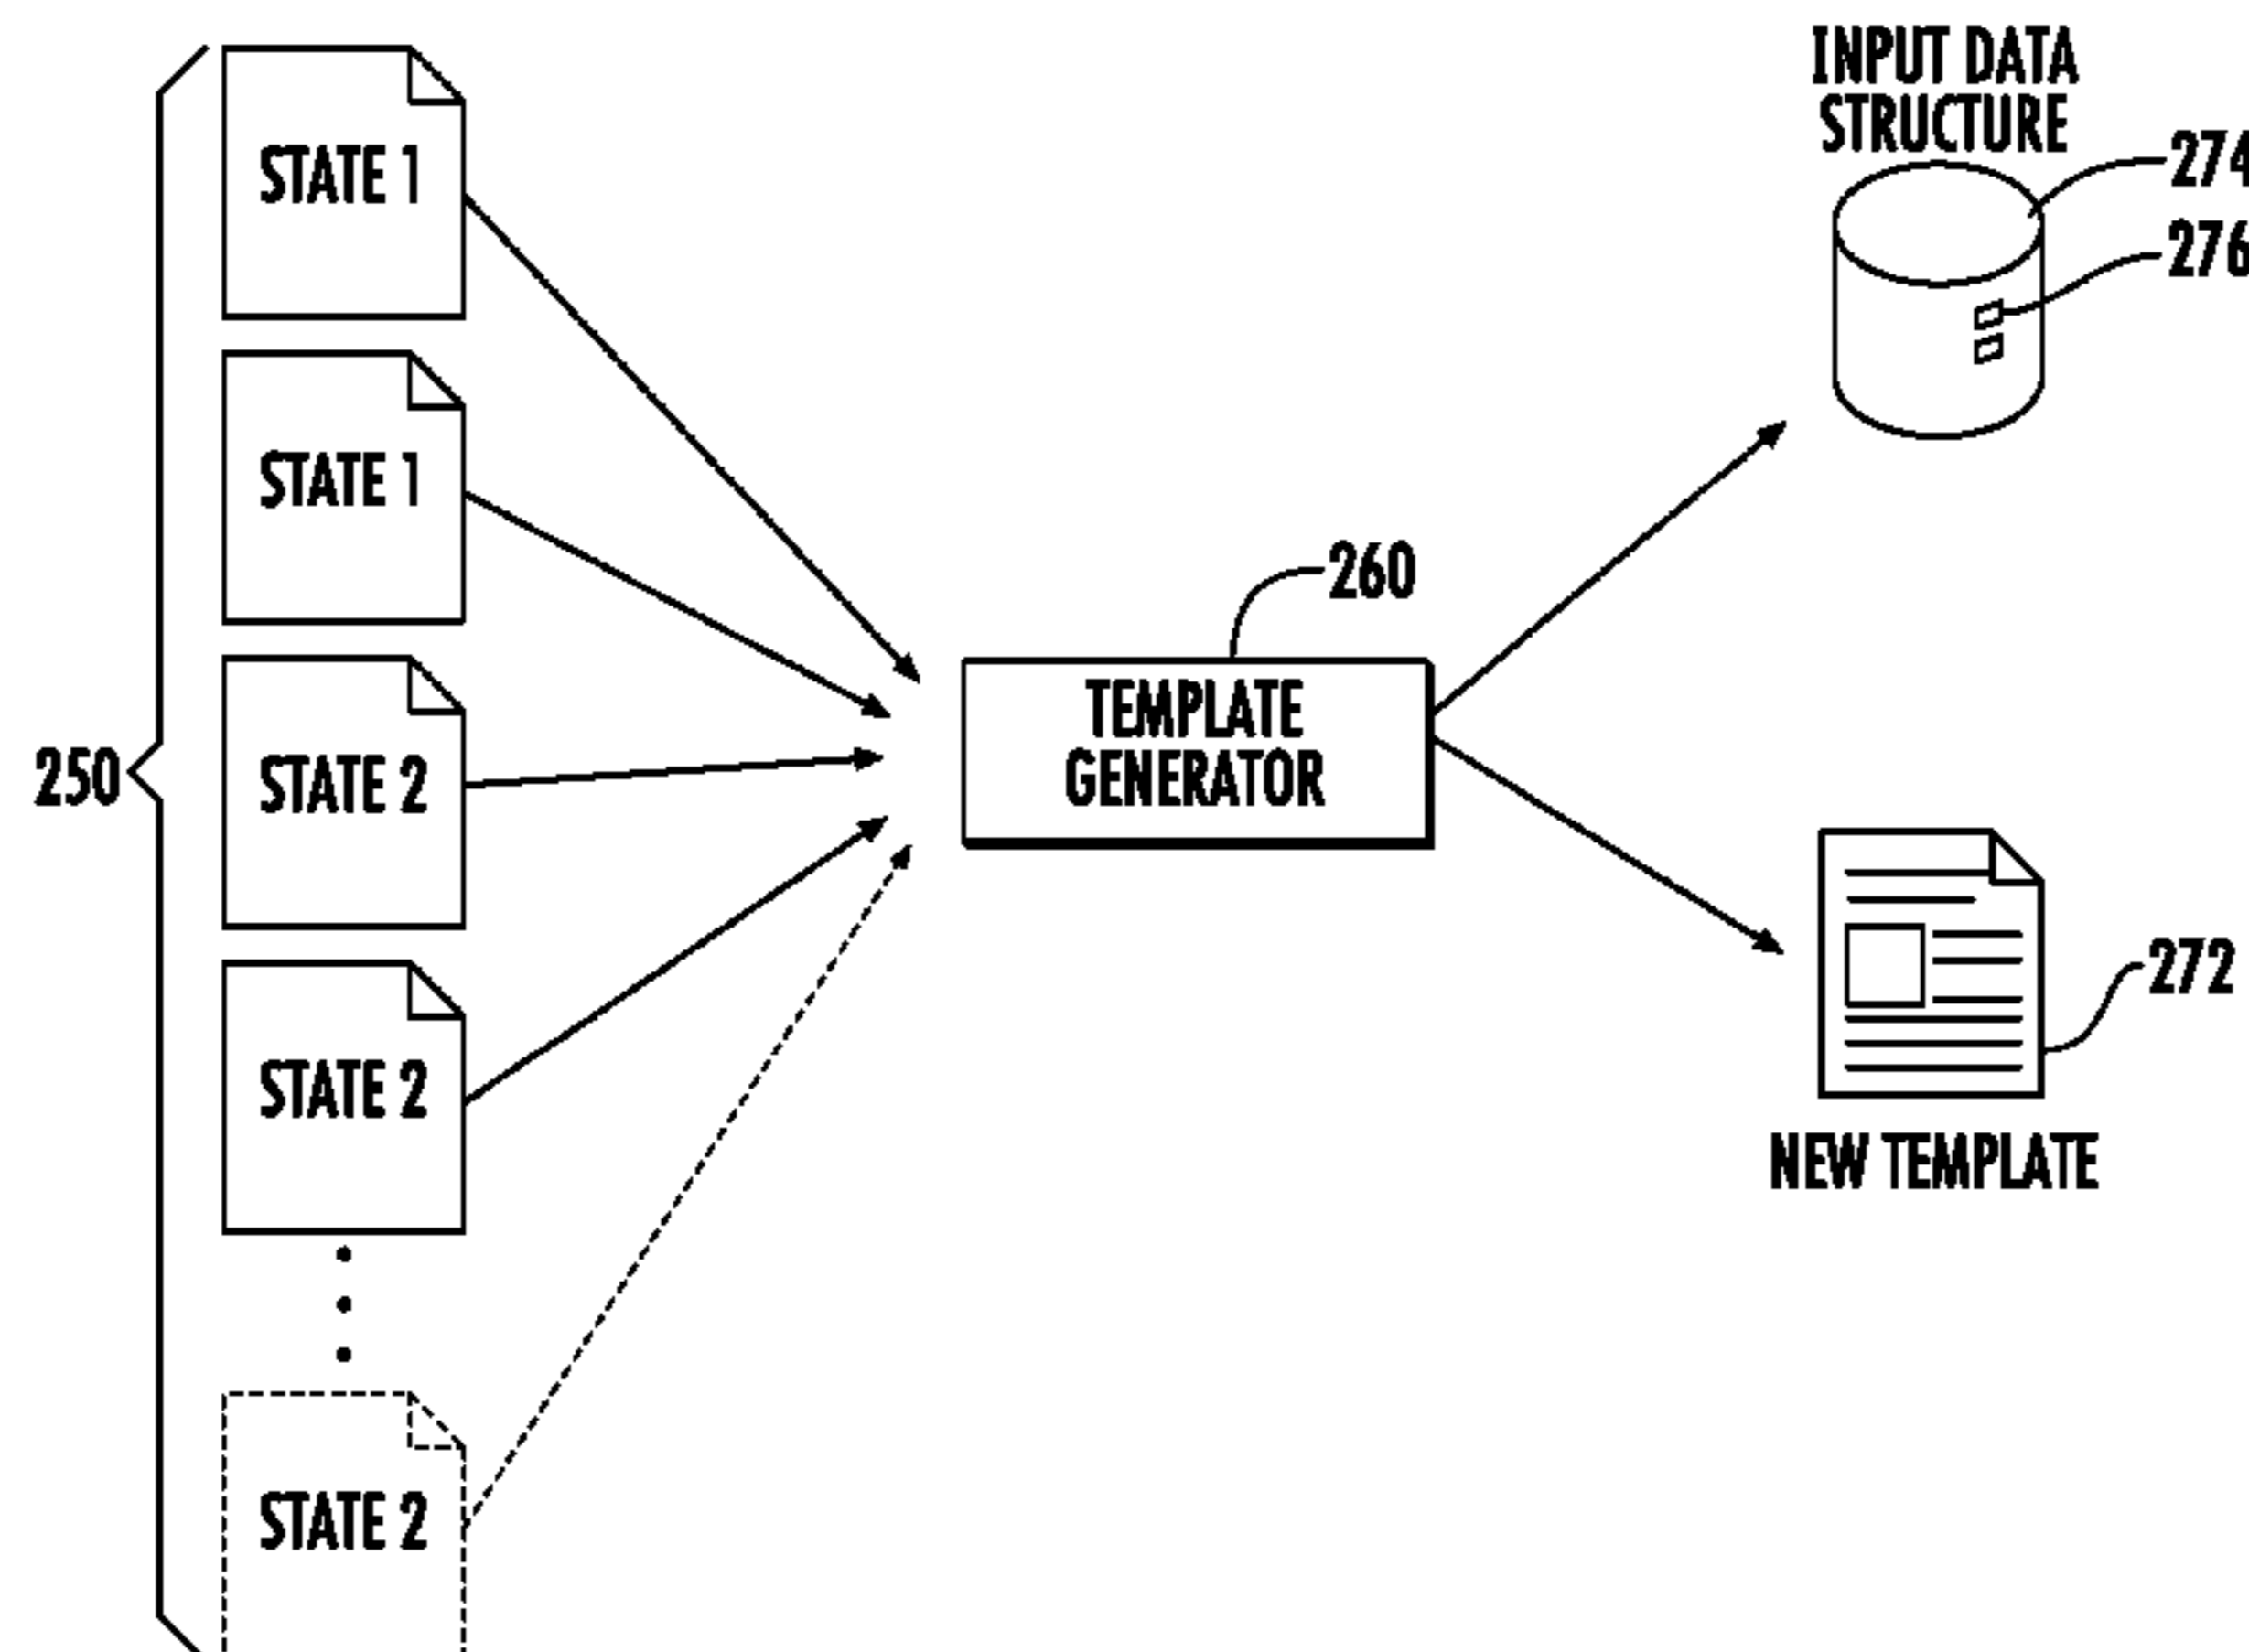 INPUT DATA
STRUCTURE
274
276
STATE 1
STATE 1
260
TEMPLATE
GENERATOR
250
STATE 2
272
STATE 2
NEW TEMPLATE
STATE 2